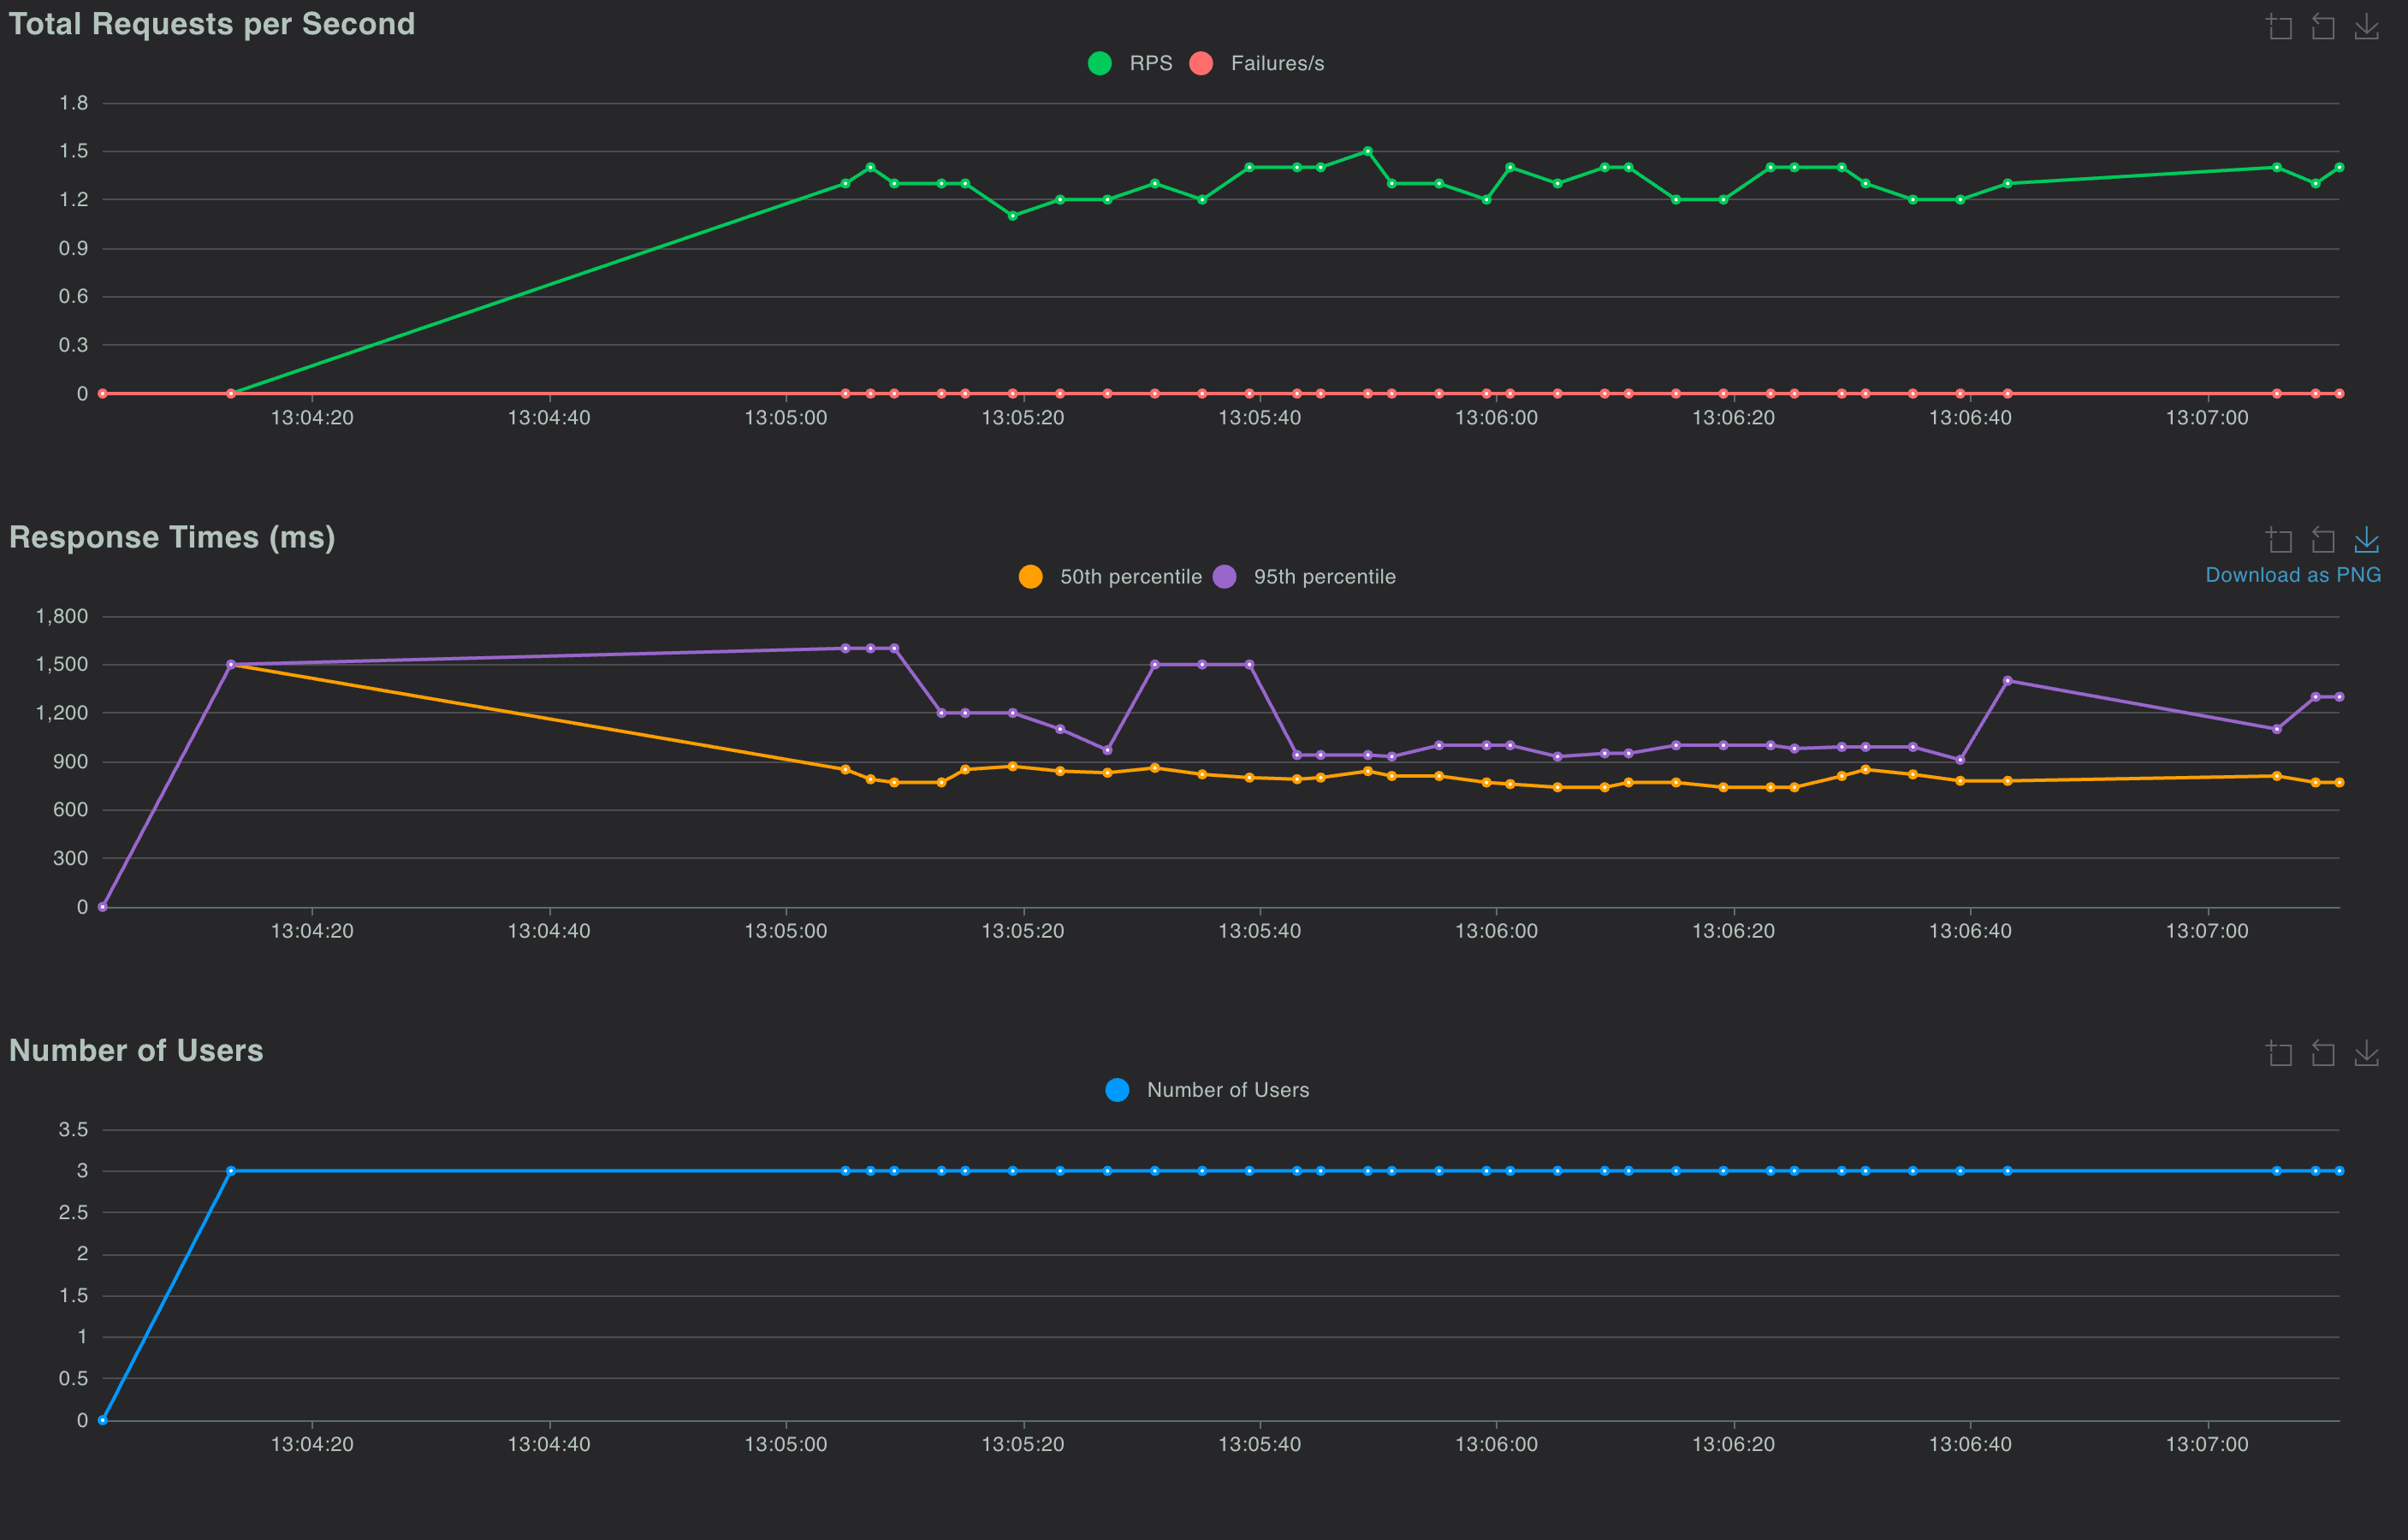 Total Requests per Second
RPS Failures/s
1.8
1.5
1.2
0.9
0.6
0.3
0
13:04:20 13:04:40 13:05:00 13:05:20 13:05:40 13:06:00 13:06:20 13:06:40 13:07:00
Response Times (ms)
50th percentile 95th percentile
Download as PNG
1,800
1,500
1,200
900
600
300
0
13:04:20 13:04:40 13:05:00 13:05:20 13:05:40 13:06:00 13:06:20 13:06:40 13:07:00
Number of Users
Number of Users
3.5
3
2.5
2
1.5
1
0.5
0
13:04:20 13:04:40 13:05:00 13:05:20 13:05:40 13:06:00 13:06:20 13:06:40 13:07:00